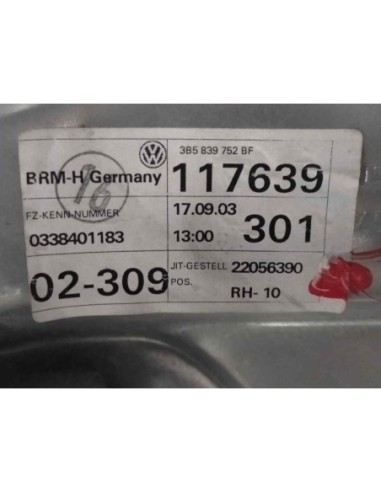 3B5 839 752 BF
BRM-H Germany
16
117639
FZ-KENN-NUMMER
0338401183
17.09.03
13:00
301
02-309
JIT-GESTELL 22056390
POS.
RH- 10